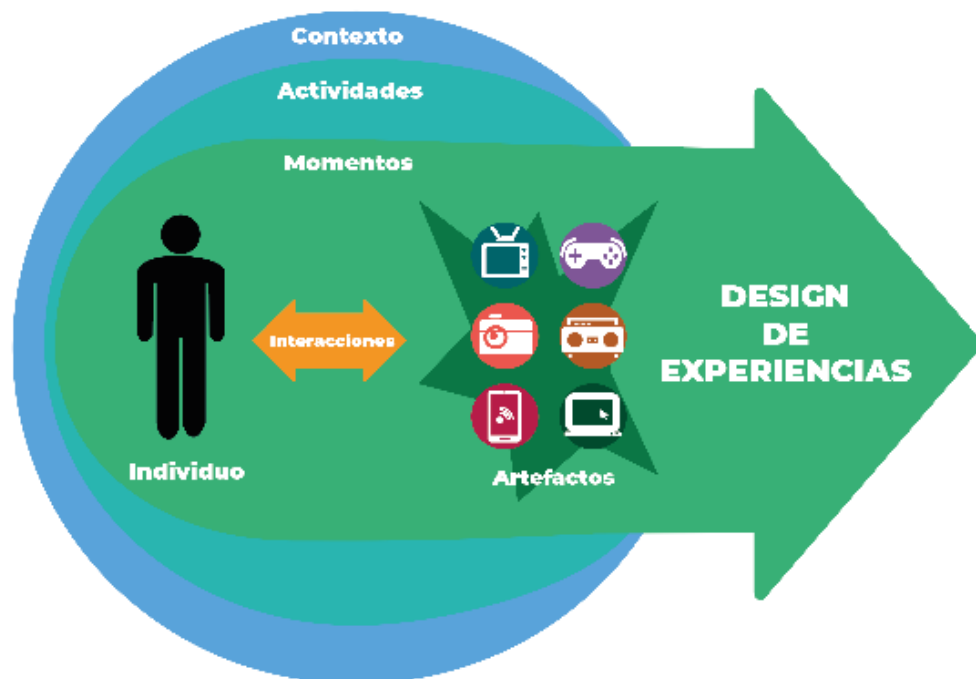 Contexto
Actividades
Momentos
Interacciones
Individuo
Artefactos
DESIGN
DE
EXPERIENCIAS